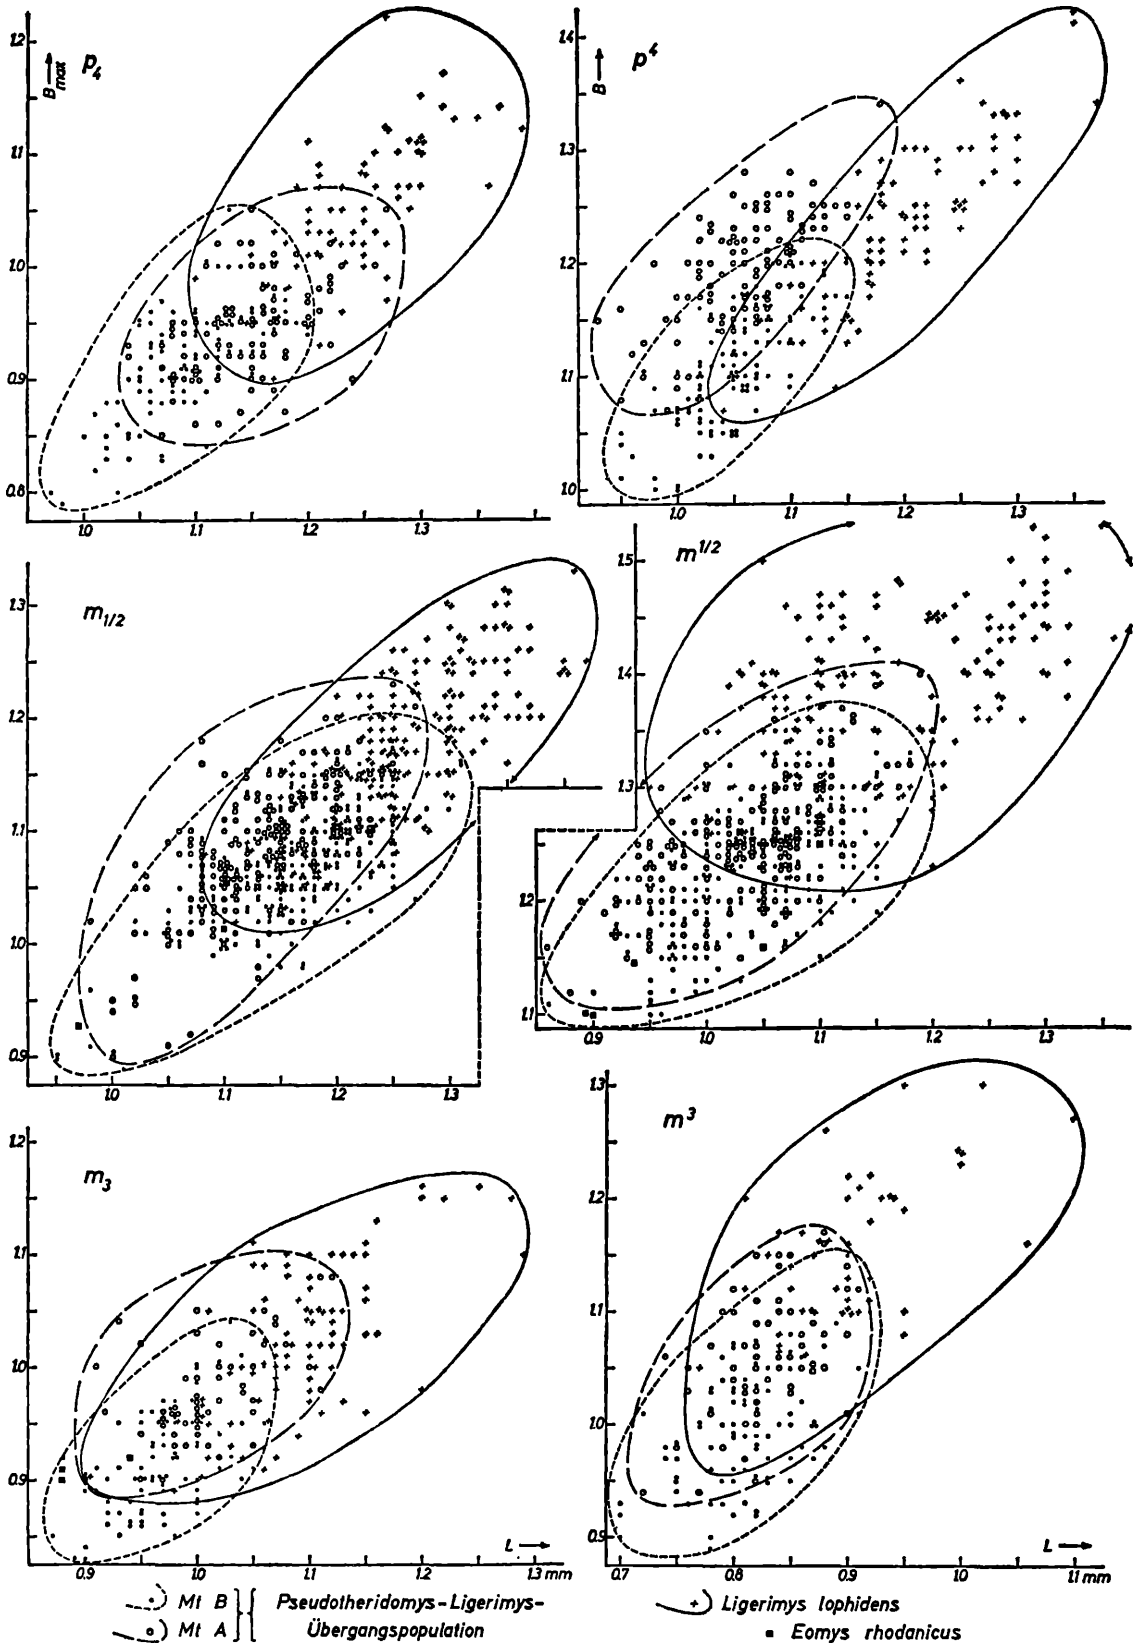 1.2
1.1
1.0
0.9
0.8
B max
p₄
1.0 1.1 1.2 1.3
1.4
1.3
1.2
1.1
1.0
B
p⁴
1.0 1.1 1.2 1.3
1.3
1.2
1.1
1.0
0.9
m₁/₂
1.0 1.1 1.2 1.3
1.5
1.4
1.3
1.2
1.1
m¹/²
0.9 1.0 1.1 1.2 1.3
1.2
1.1
1.0
0.9
m₃
L
0.9 1.0 1.1 1.2 1.3 mm
1.3
1.2
1.1
1.0
0.9
m³
L
0.7 0.8 0.9 1.0 1.1 mm
Mt B
Mt A
Pseudotheridomys-Ligerimys-
Übergangspopulation
Ligerimys lophidens
Eomys rhodanicus